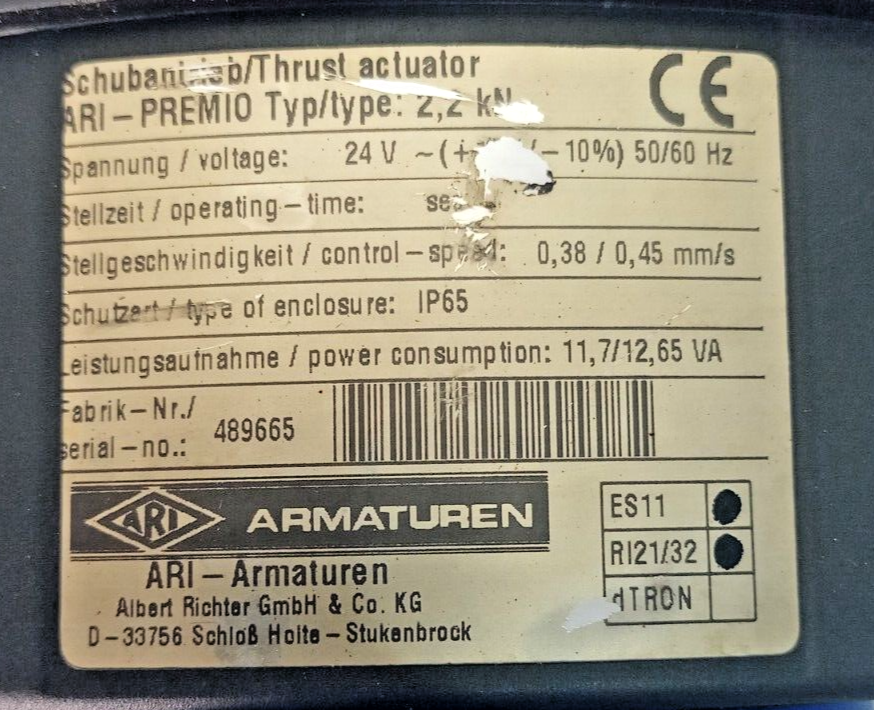 Schubantrieb/Thrust actuator
ARI – PREMIO Typ/type: 2,2 kN
CE
Spannung / voltage: 24 V ~ (+ / – 10%) 50/60 Hz
Stellzeit / operating – time:
Stellgeschwindigkeit / control – speed: 0,38 / 0,45 mm/s
Schutzart / type of enclosure: IP65
Leistungsaufnahme / power consumption: 11,7/12,65 VA
Fabrik – Nr./
serial – no.: 489665
ARI ARMATUREN
ARI – Armaturen
Albert Richter GmbH & Co. KG
D – 33756 Schloß Holte – Stukenbrock
ES11
RI21/32
dTRON